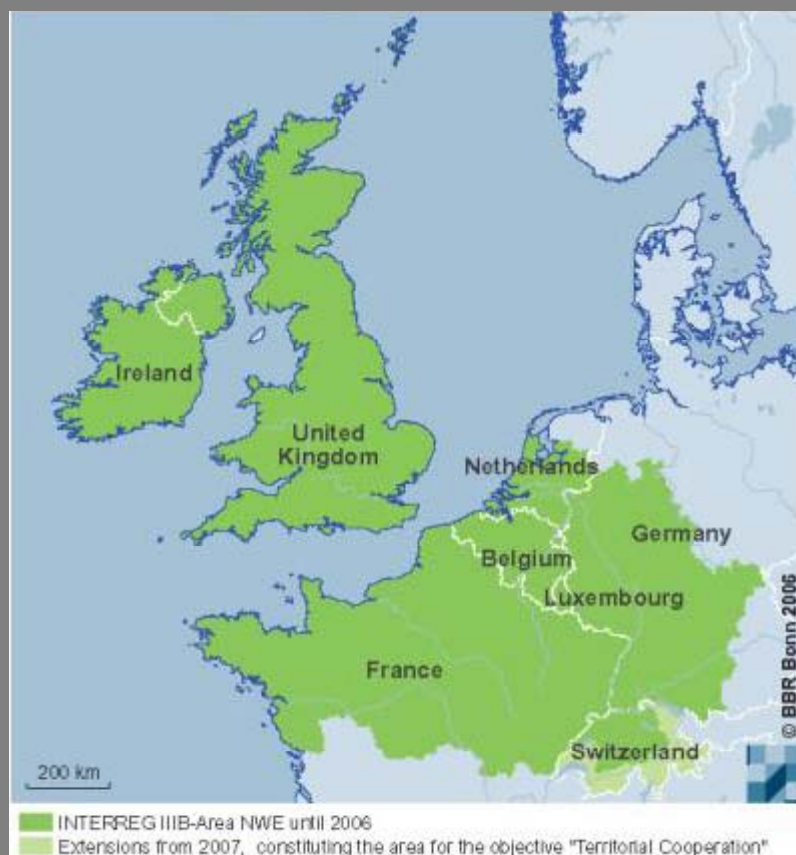 Ireland
United
Kingdom
Netherlands
Germany
Belgium
Luxembourg
France
Switzerland
200 km
© BBR Bonn 2006
INTERREG IIIB-Area NWE until 2006
Extensions from 2007, constituting the area for the objective "Territorial Cooperation"